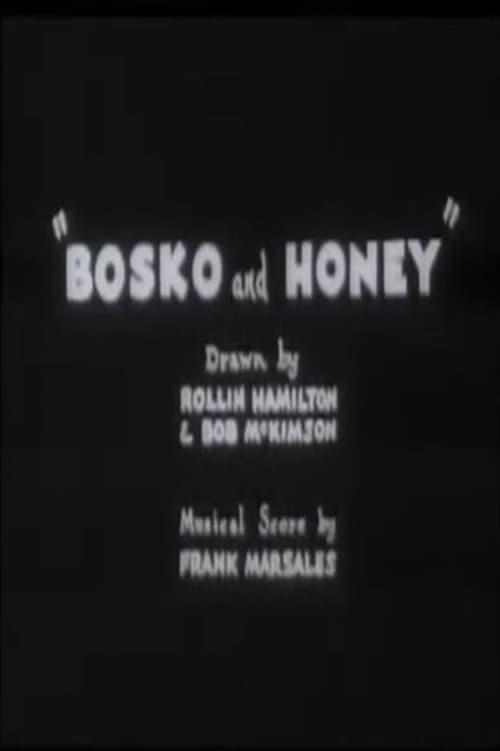 "BOSKO and HONEY"
Drawn by
ROLLIN HAMILTON
& BOB McKIMSON
Musical Score by
FRANK MARSALES